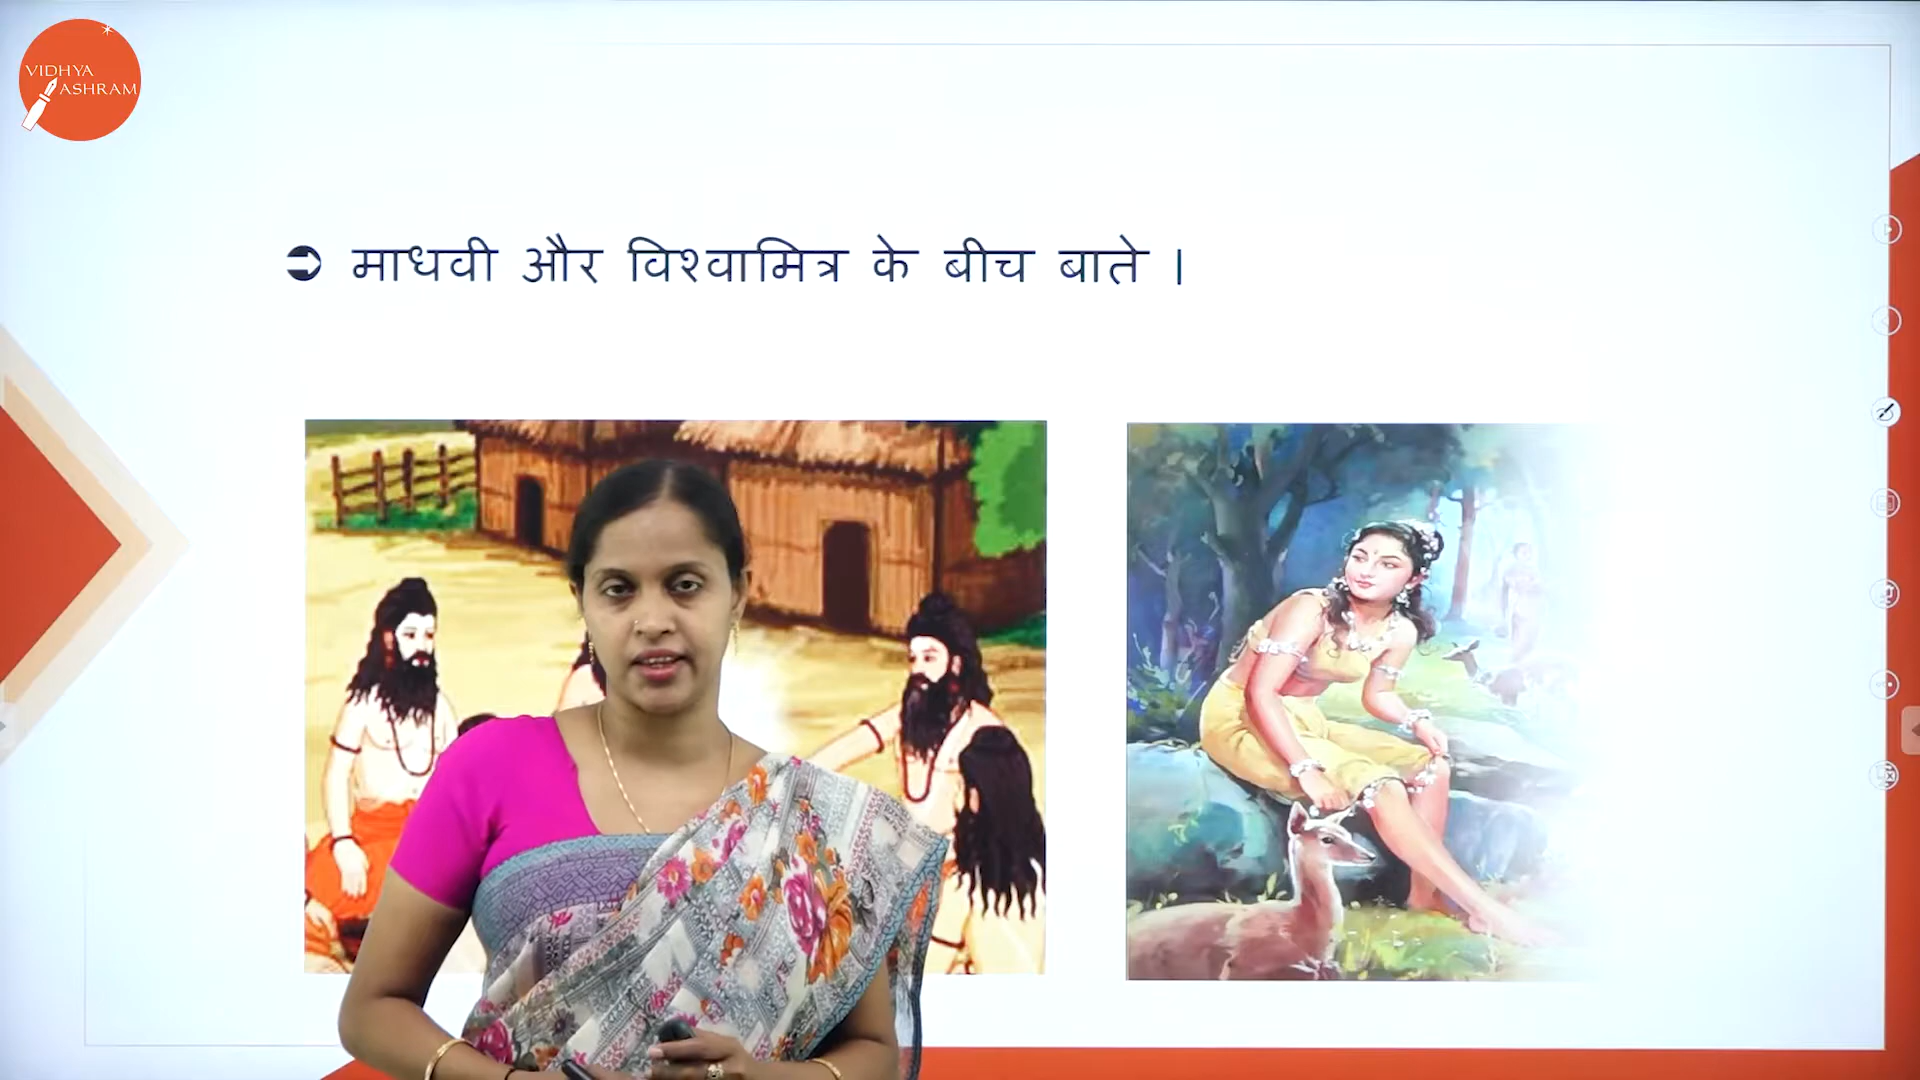 VIDHYA
ASHRAM
➲ माधवी और विश्वामित्र के बीच बाते ।